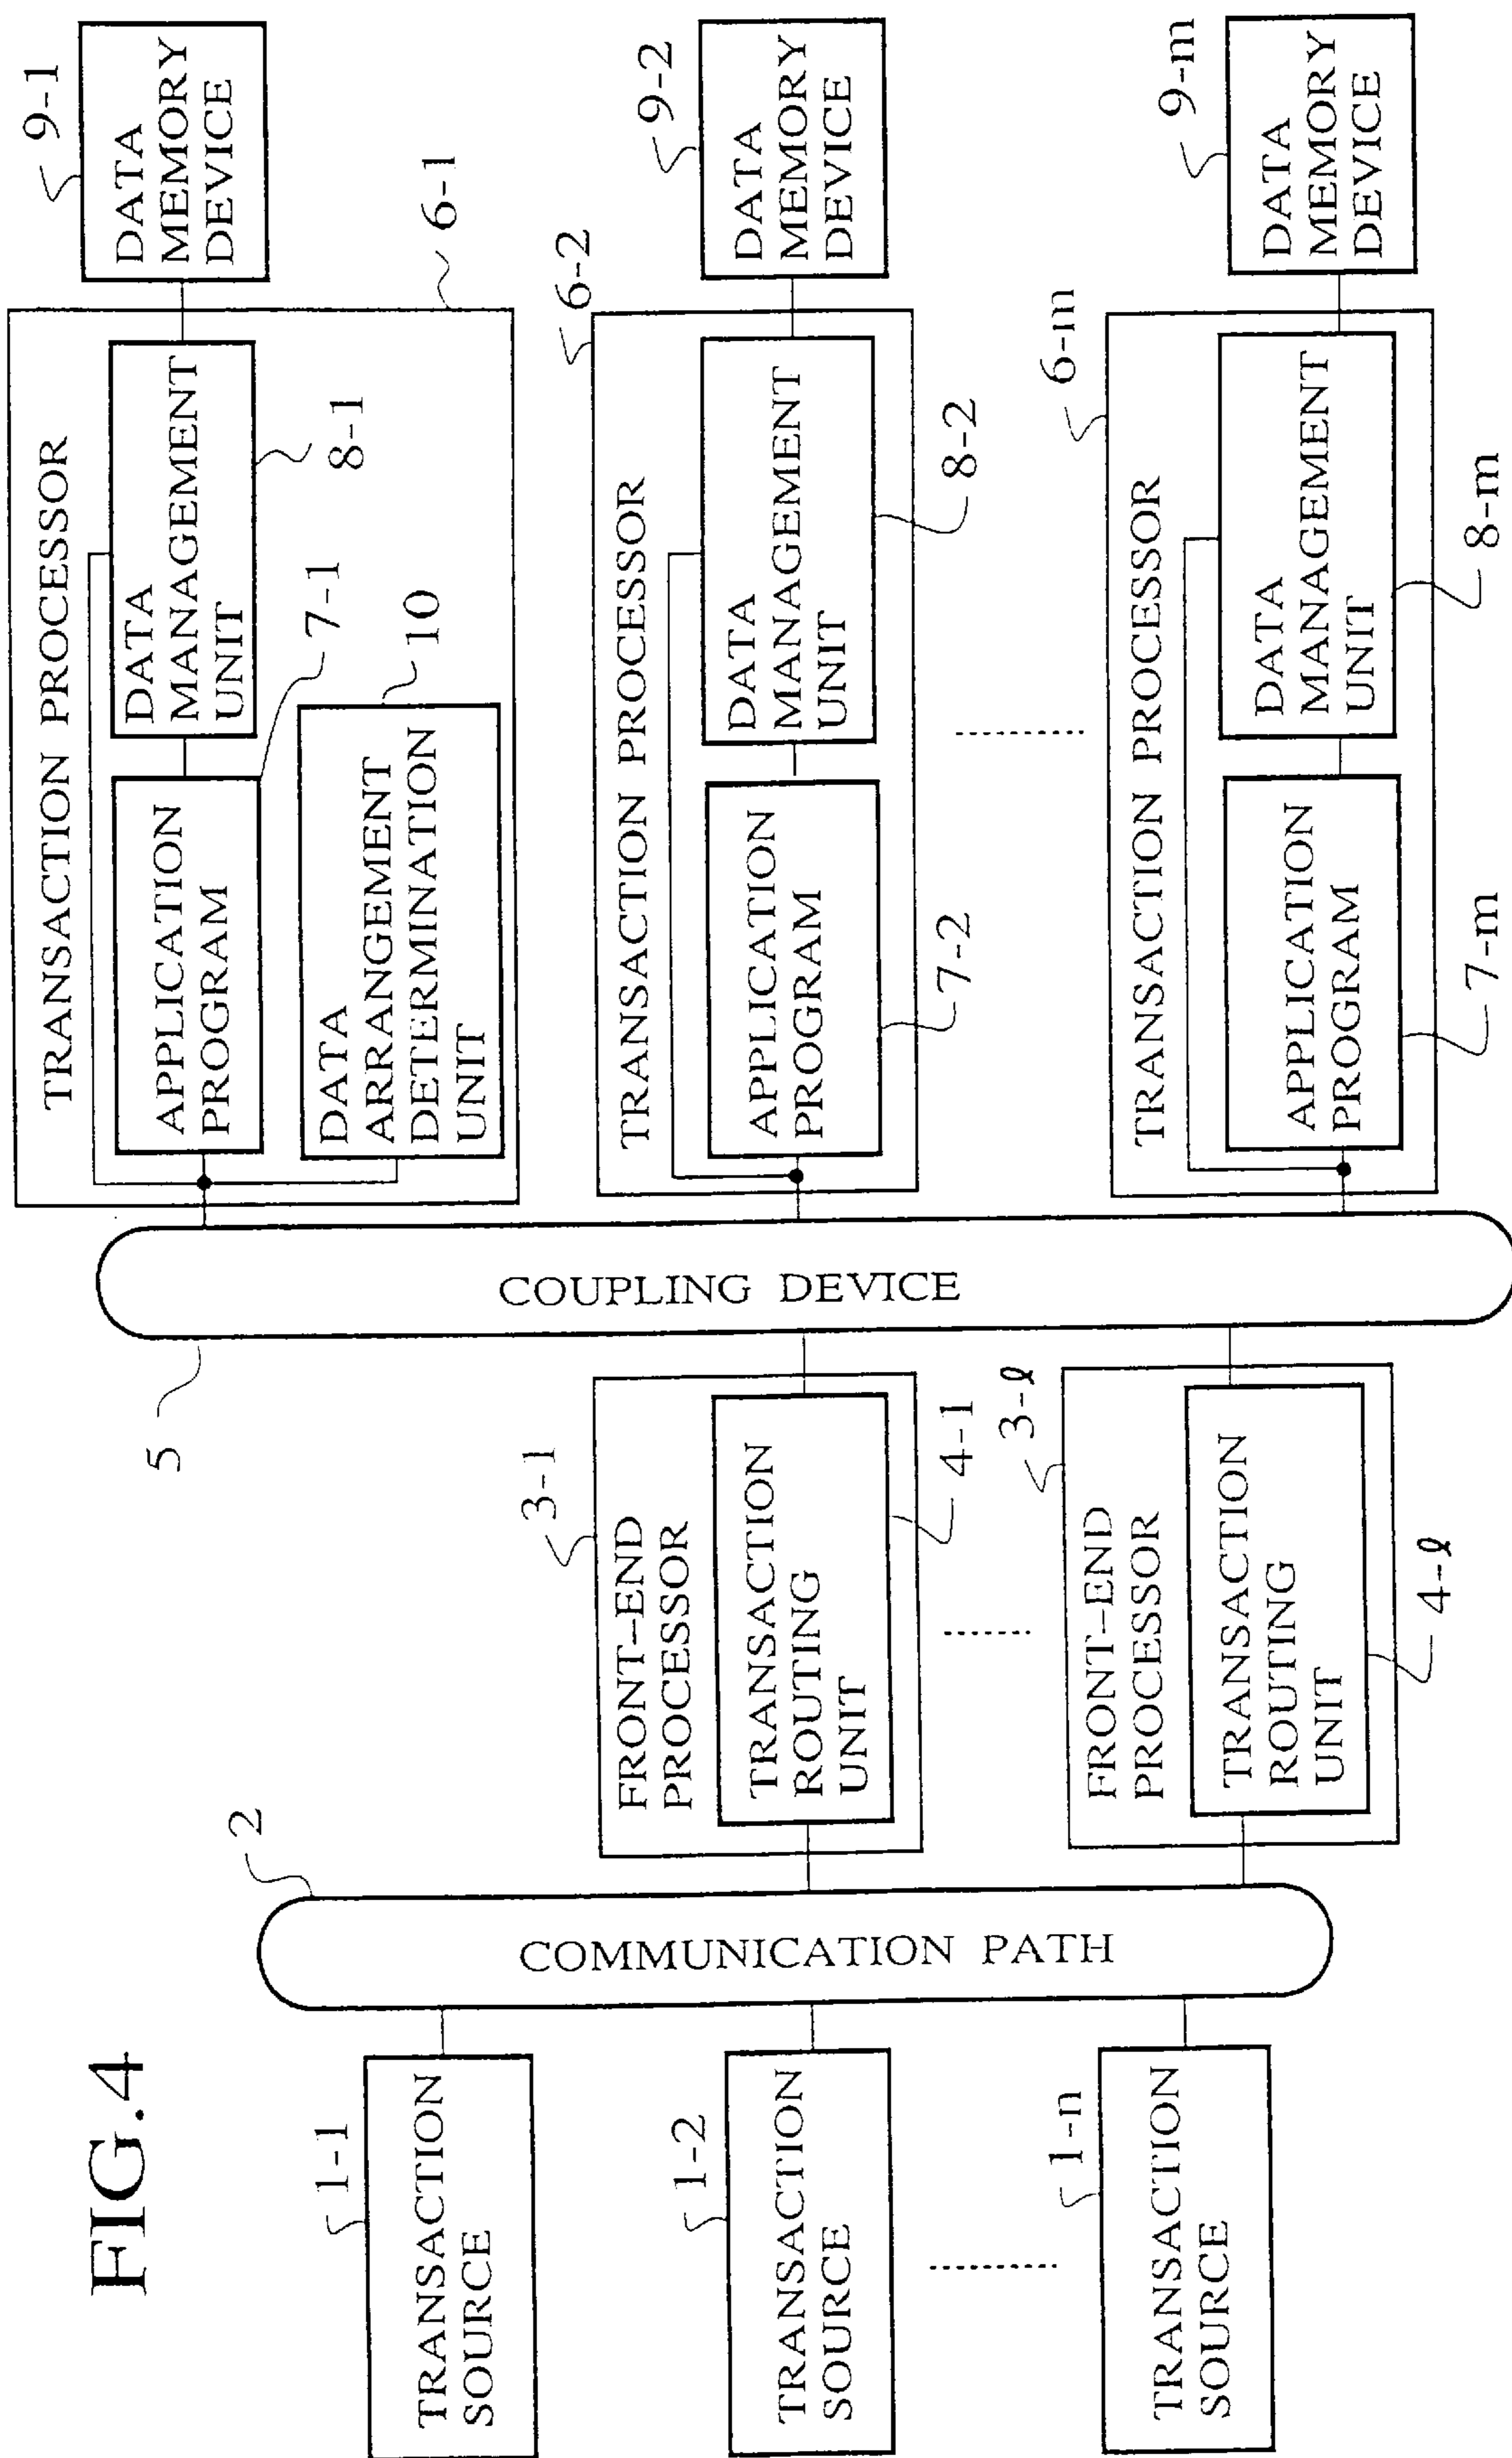 FIG.4
1-1
TRANSACTION
SOURCE
1-2
TRANSACTION
SOURCE
1-n
TRANSACTION
SOURCE
2
COMMUNICATION PATH
3-1
FRONT-END
PROCESSOR
TRANSACTION
ROUTING
UNIT
4-1
3-ℓ
FRONT-END
PROCESSOR
TRANSACTION
ROUTING
UNIT
4-ℓ
5
COUPLING DEVICE
TRANSACTION PROCESSOR
6-1
APPLICATION
PROGRAM
7-1
DATA
MANAGEMENT
UNIT
8-1
DATA
ARRANGEMENT
DETERMINATION
UNIT
10
9-1
DATA
MEMORY
DEVICE
6-2
TRANSACTION PROCESSOR
APPLICATION
PROGRAM
7-2
DATA
MANAGEMENT
UNIT
8-2
9-2
DATA
MEMORY
DEVICE
6-m
TRANSACTION PROCESSOR
APPLICATION
PROGRAM
7-m
DATA
MANAGEMENT
UNIT
8-m
9-m
DATA
MEMORY
DEVICE